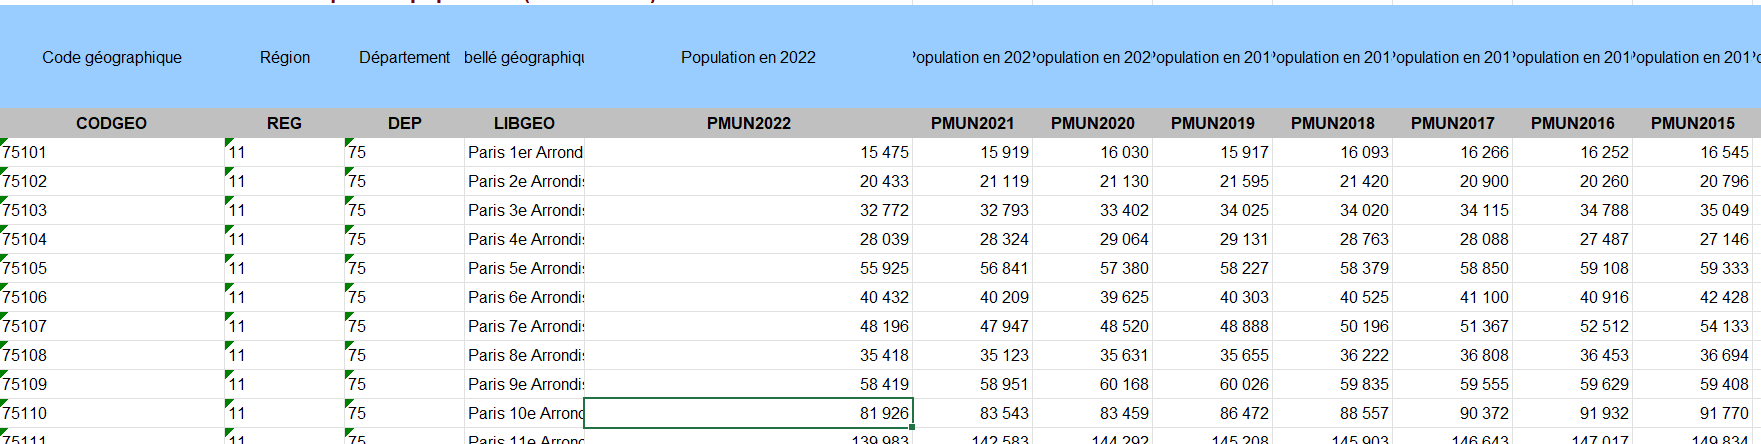 Code géographique Région Département bellé géographiqu Population en 2022 opulation en 202 opulation en 202 opulation en 201 opulation en 201 opulation en 201 opulation en 201 opulation en 201
CODGEO REG DEP LIBGEO PMUN2022 PMUN2021 PMUN2020 PMUN2019 PMUN2018 PMUN2017 PMUN2016 PMUN2015
75101 11 75 Paris 1er Arrond 15 475 15 919 16 030 15 917 16 093 16 266 16 252 16 545
75102 11 75 Paris 2e Arrondi 20 433 21 119 21 130 21 595 21 420 20 900 20 260 20 796
75103 11 75 Paris 3e Arrondi 32 772 32 793 33 402 34 025 34 020 34 115 34 788 35 049
75104 11 75 Paris 4e Arrondi 28 039 28 324 29 064 29 131 28 763 28 088 27 487 27 146
75105 11 75 Paris 5e Arrondi 55 925 56 841 57 380 58 227 58 379 58 850 59 108 59 333
75106 11 75 Paris 6e Arrondi 40 432 40 209 39 625 40 303 40 525 41 100 40 916 42 428
75107 11 75 Paris 7e Arrondi 48 196 47 947 48 520 48 888 50 196 51 367 52 512 54 133
75108 11 75 Paris 8e Arrondi 35 418 35 123 35 631 35 655 36 222 36 808 36 453 36 694
75109 11 75 Paris 9e Arrondi 58 419 58 951 60 168 60 026 59 835 59 555 59 629 59 408
75110 11 75 Paris 10e Arrond 81 926 83 543 83 459 86 472 88 557 90 372 91 932 91 770
75111 11 75 Paris 11e Arrond 139 983 142 583 144 292 145 208 145 903 146 643 147 017 149 834